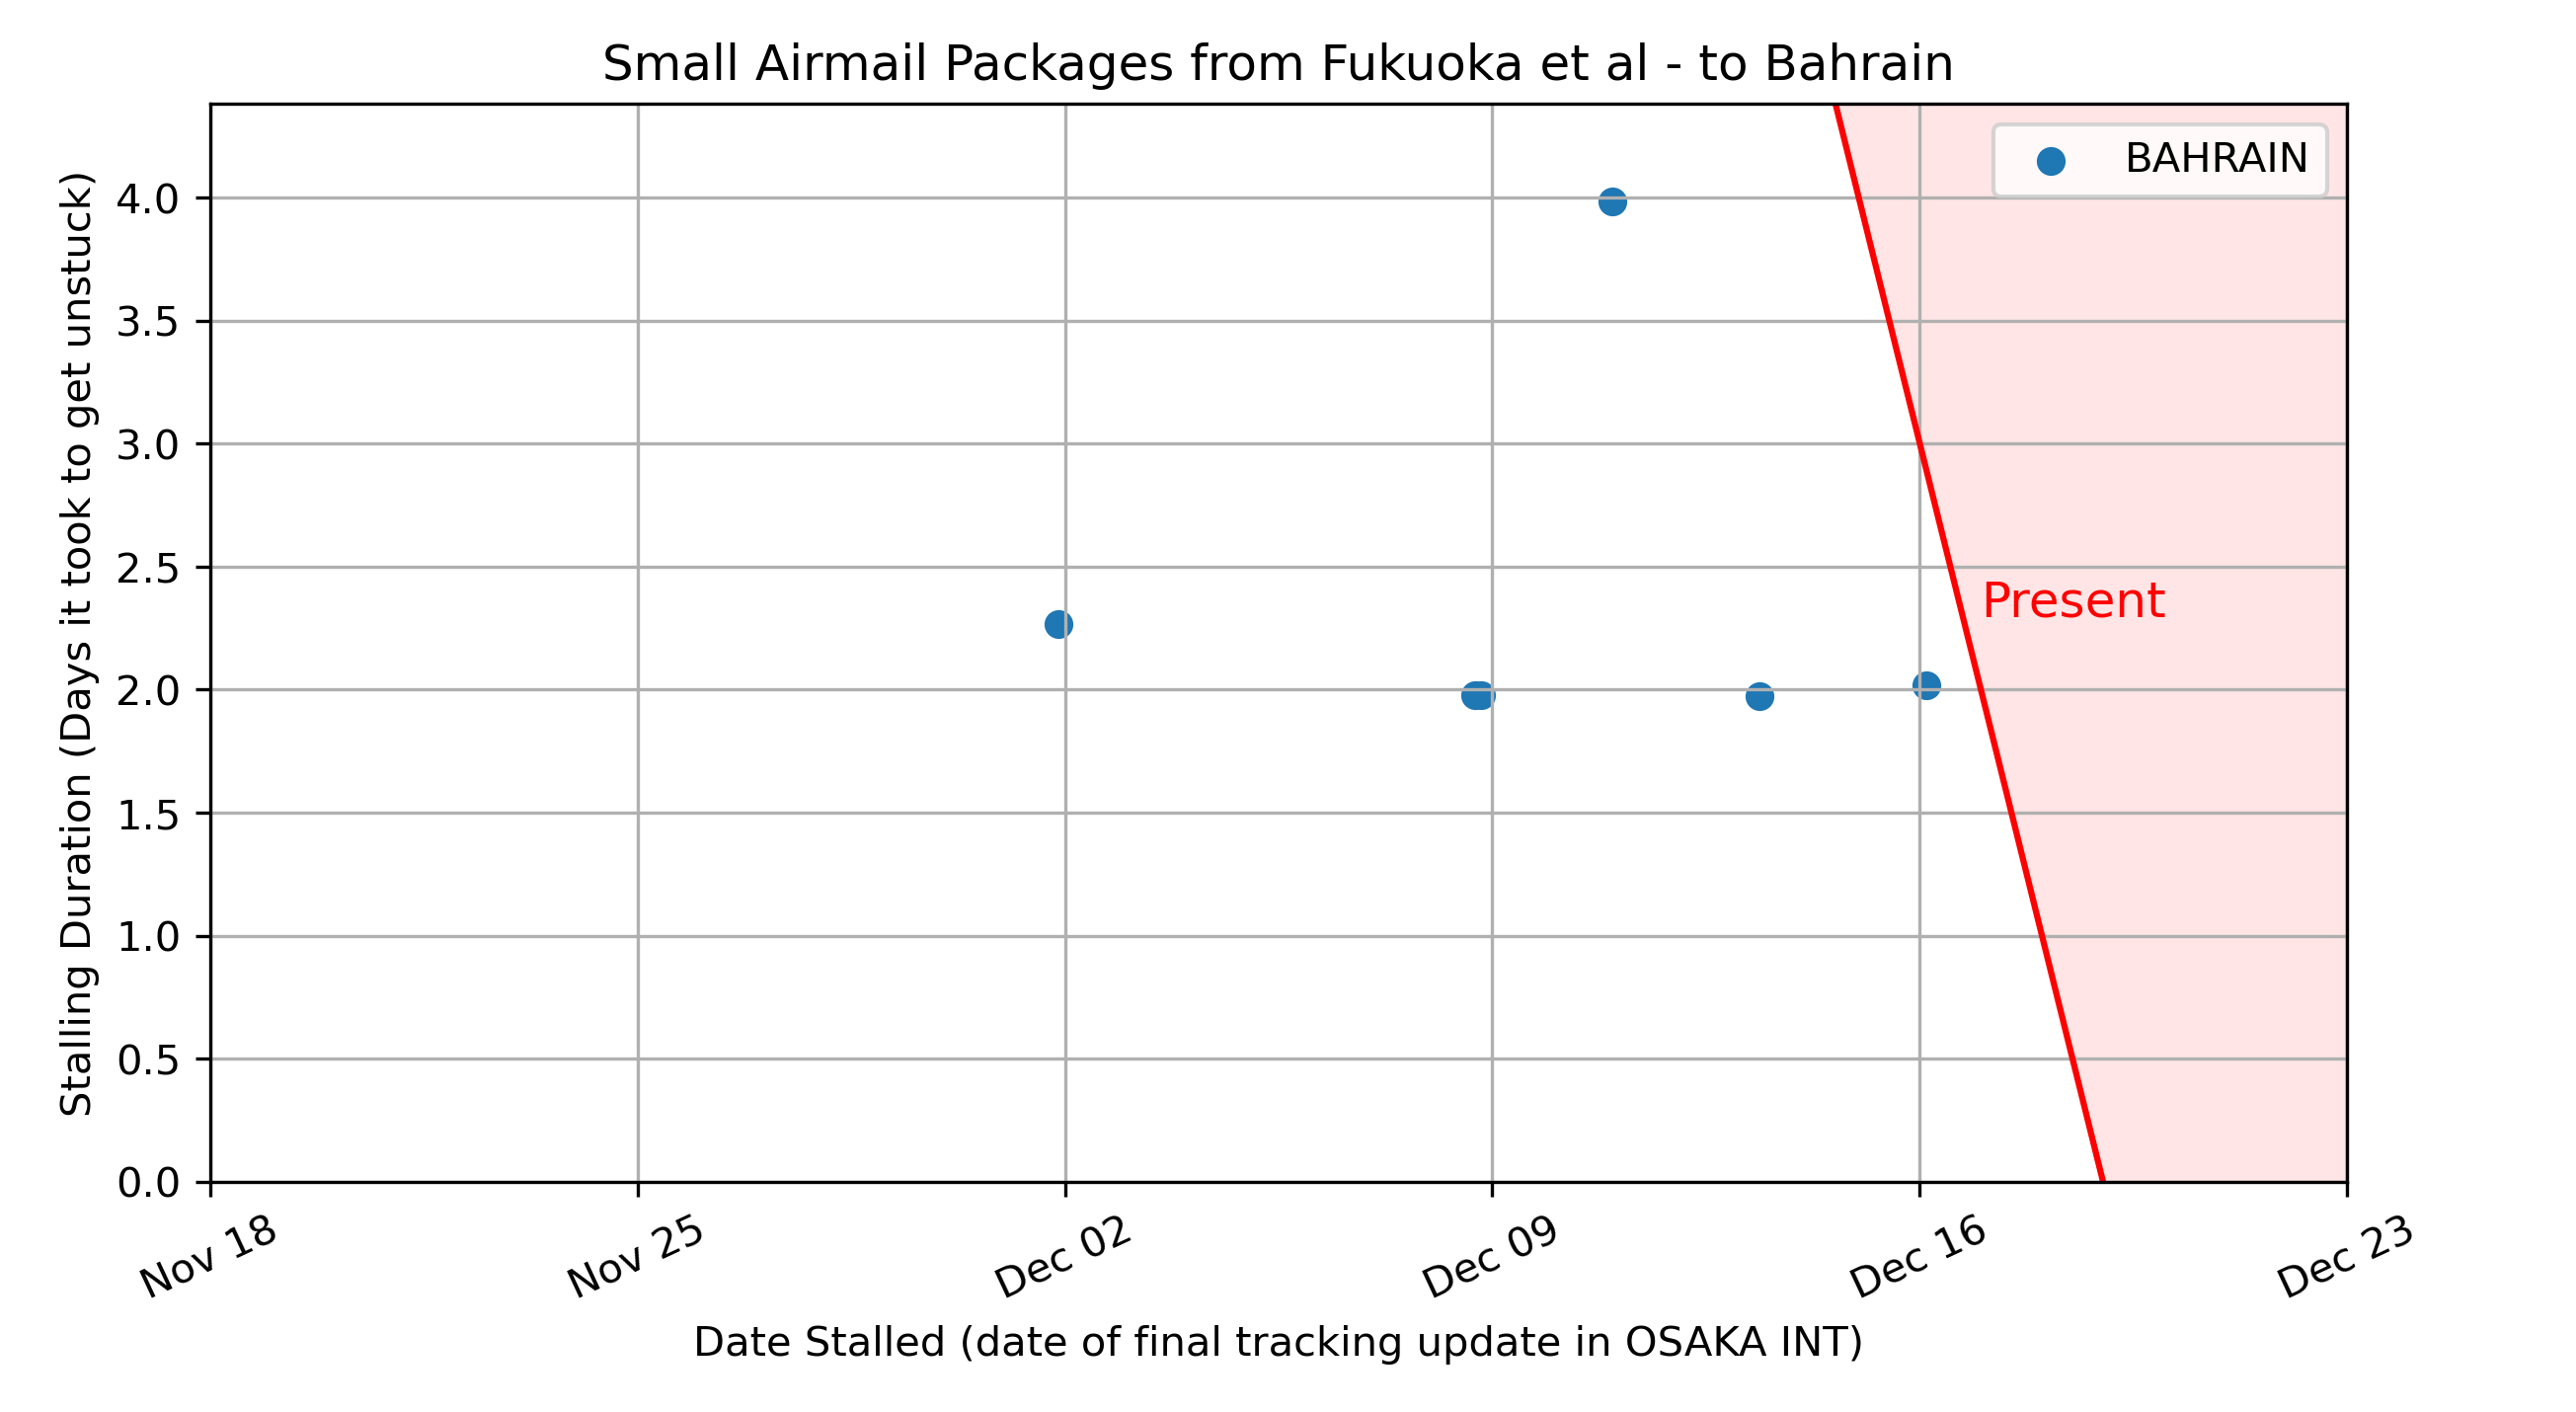 Small Airmail Packages from Fukuoka et al - to Bahrain
BAHRAIN
Present
Stalling Duration (Days it took to get unstuck)
4.0
3.5
3.0
2.5
2.0
1.5
1.0
0.5
0.0
Nov 18
Nov 25
Dec 02
Dec 09
Dec 16
Dec 23
Date Stalled (date of final tracking update in OSAKA INT)